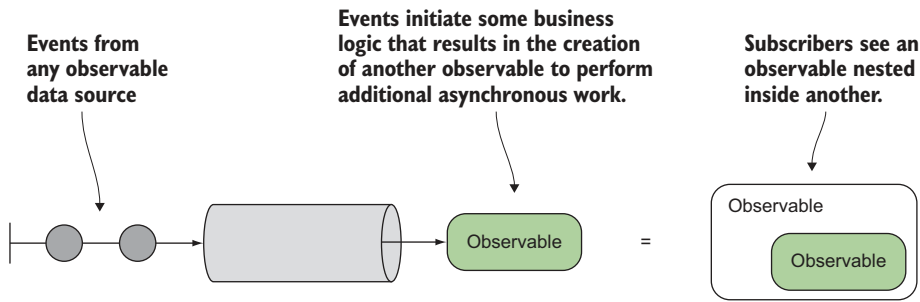 Events from
any observable
data source
Events initiate some business
logic that results in the creation
of another observable to perform
additional asynchronous work.
Subscribers see an
observable nested
inside another.
Observable
=
Observable
Observable